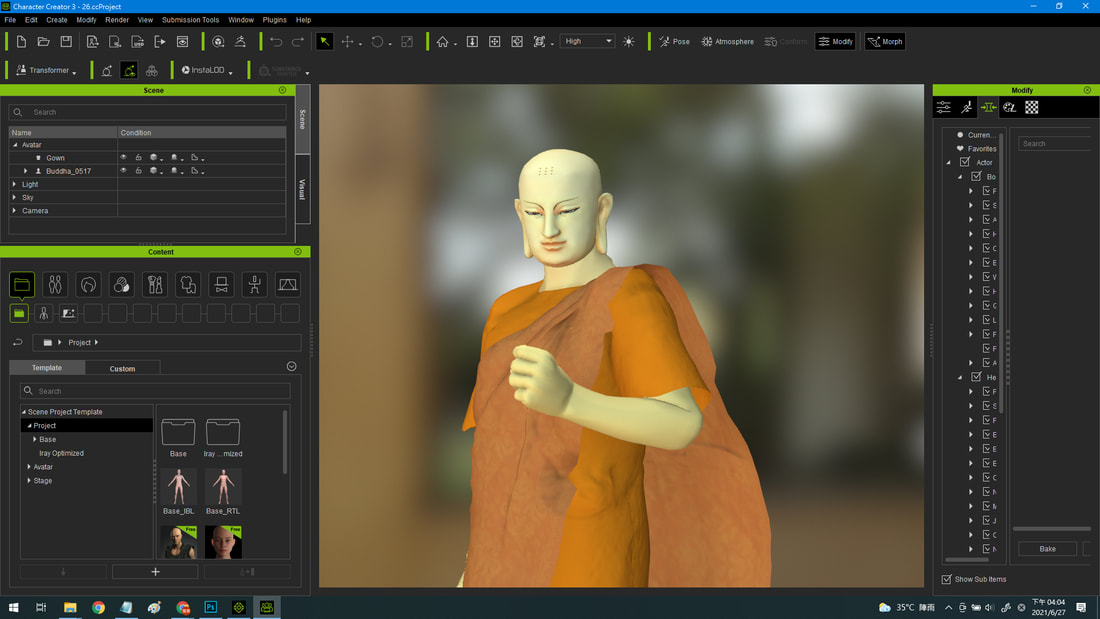 Character Creator 3 - 26.ccProject
File Edit Create Modify Render View Submission Tools Window Plugins Help
High
Pose
Atmosphere
Conform
Modify
Morph
Transformer
InstaLOD
Scene
Search
Name Condition
Avatar
Gown
Buddha_0517
Light
Sky
Camera
Scene
Visual
Content
Project
Template Custom
Search
Scene Project Template
Project
Base
Iray Optimized
Avatar
Stage
Base
Iray ...mized
Base_IBL
Base_RTL
Free
Free
Modify
Curren...
Favorites
Search
Actor
Bo
He
Bake
Show Sub Items
35°C 陣雨
下午 04:04
2021/6/27